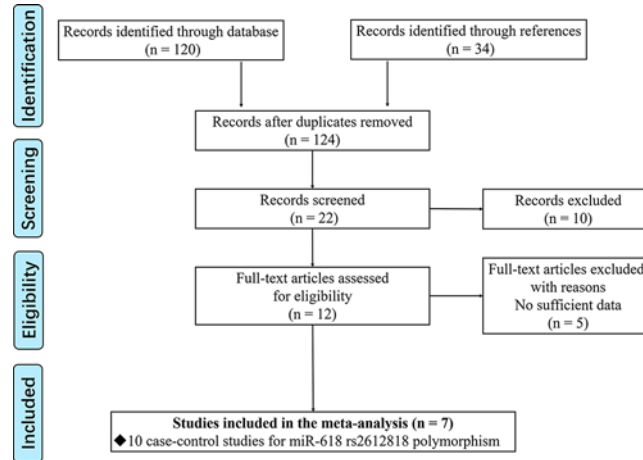 Identification
Records identified through database
(n = 120)
Records identified through references
(n = 34)
Records after duplicates removed
(n = 124)
Screening
Records screened
(n = 22)
Records excluded
(n = 10)
Eligibility
Full-text articles assessed
for eligibility
(n = 12)
Full-text articles excluded
with reasons
No sufficient data
(n = 5)
Included
Studies included in the meta-analysis (n = 7)
◆10 case-control studies for miR-618 rs2612818 polymorphism